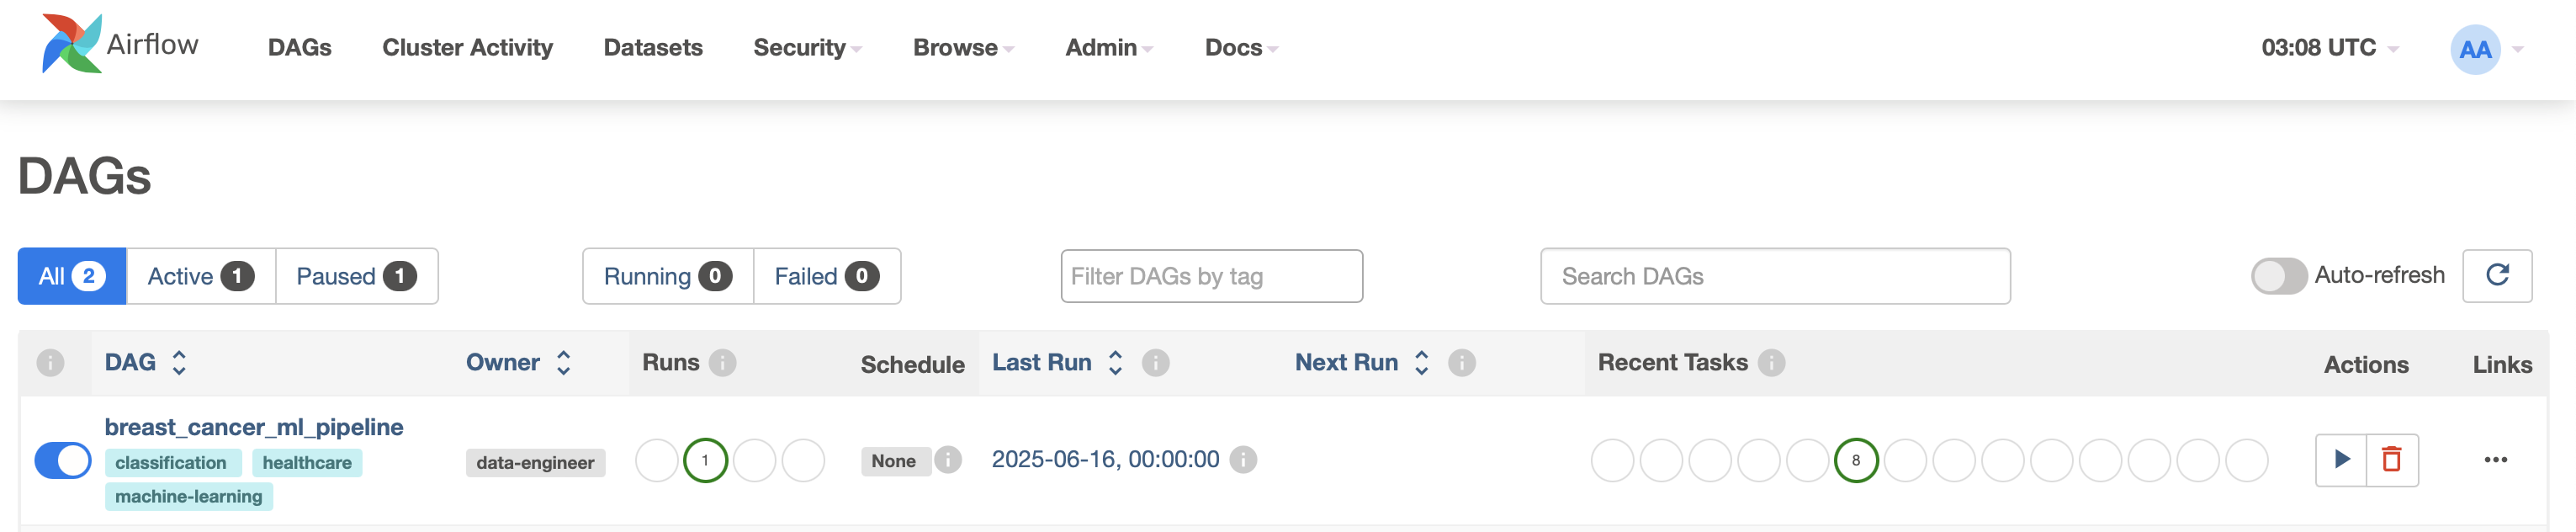 Airflow DAGs Cluster Activity Datasets Security Browse Admin Docs 03:08 UTC AA
DAGs
All 2 Active 1 Paused 1 Running 0 Failed 0 Filter DAGs by tag Search DAGs Auto-refresh
i DAG Owner Runs i Schedule Last Run i Next Run i Recent Tasks i Actions Links
breast_cancer_ml_pipeline
data-engineer 1 None i 2025-06-16, 00:00:00 i 8
classification healthcare
machine-learning